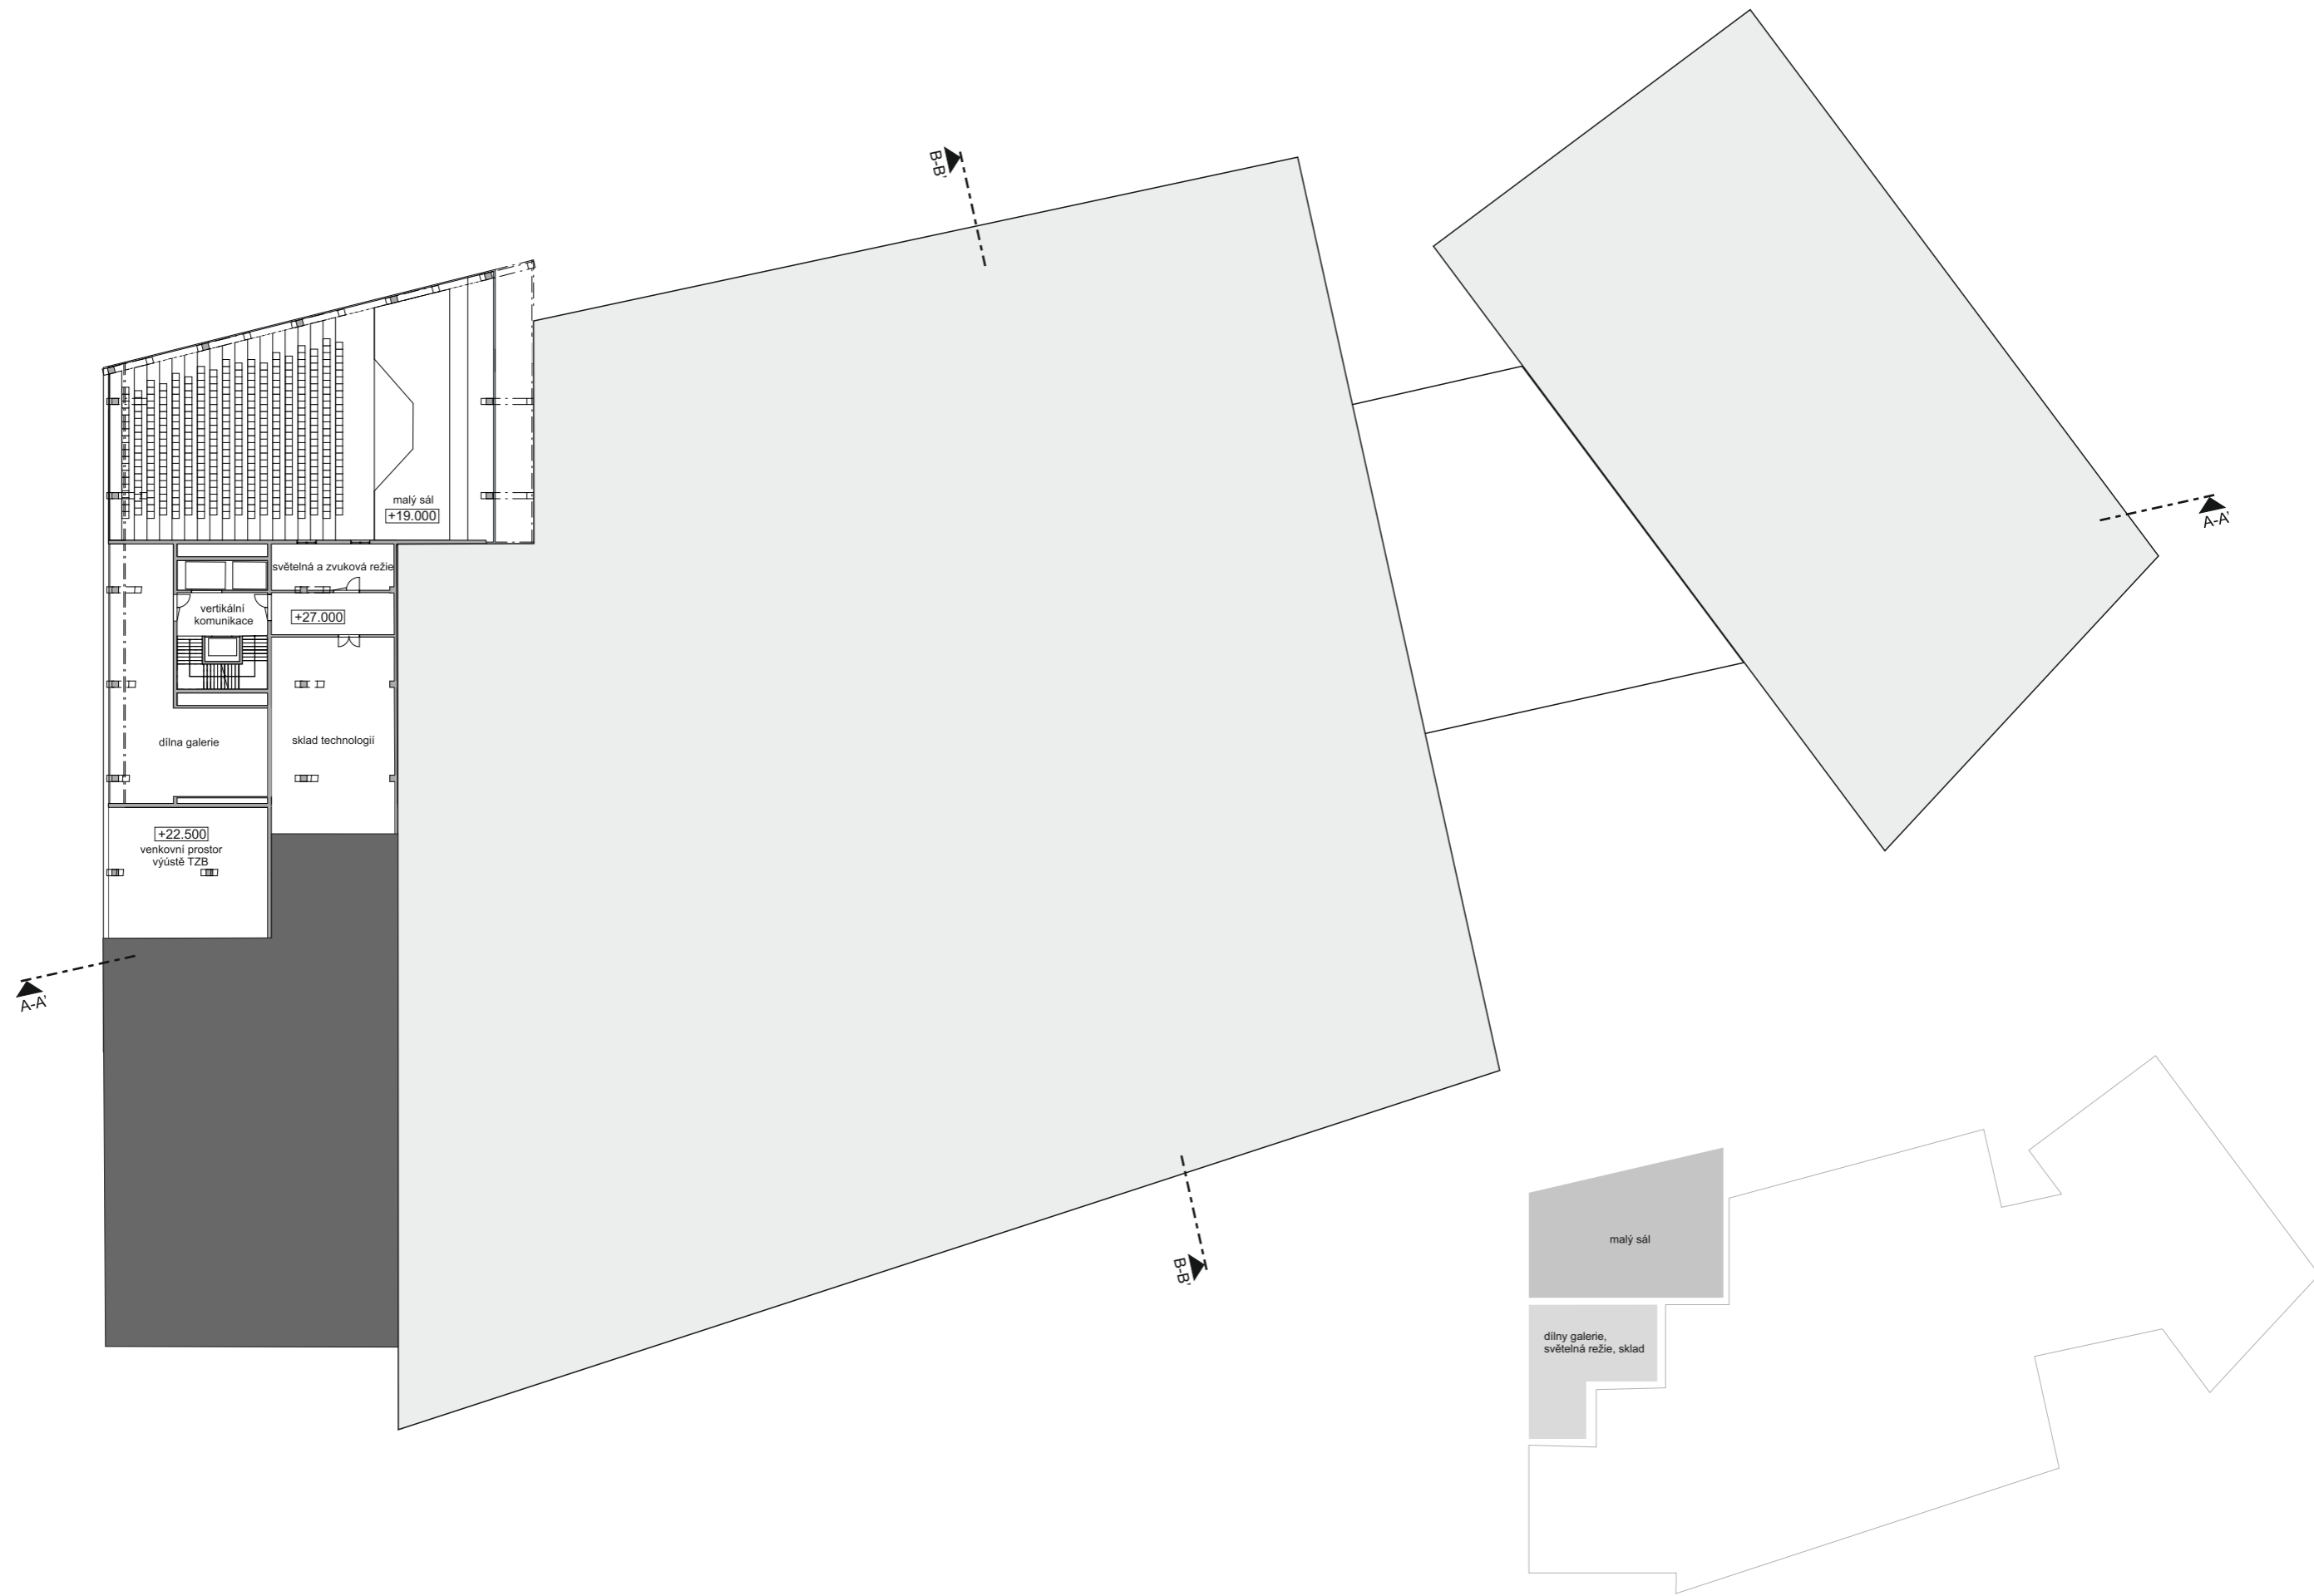 B-B'
malý sál
+19.000
A-A'
světelná a zvuková režie
vertikální
komunikace
+27.000
dílna galerie
sklad technologií
+22.500
venkovní prostor
výústě TZB
A-A'
malý sál
B-B'
dílny galerie,
světelná režie, sklad